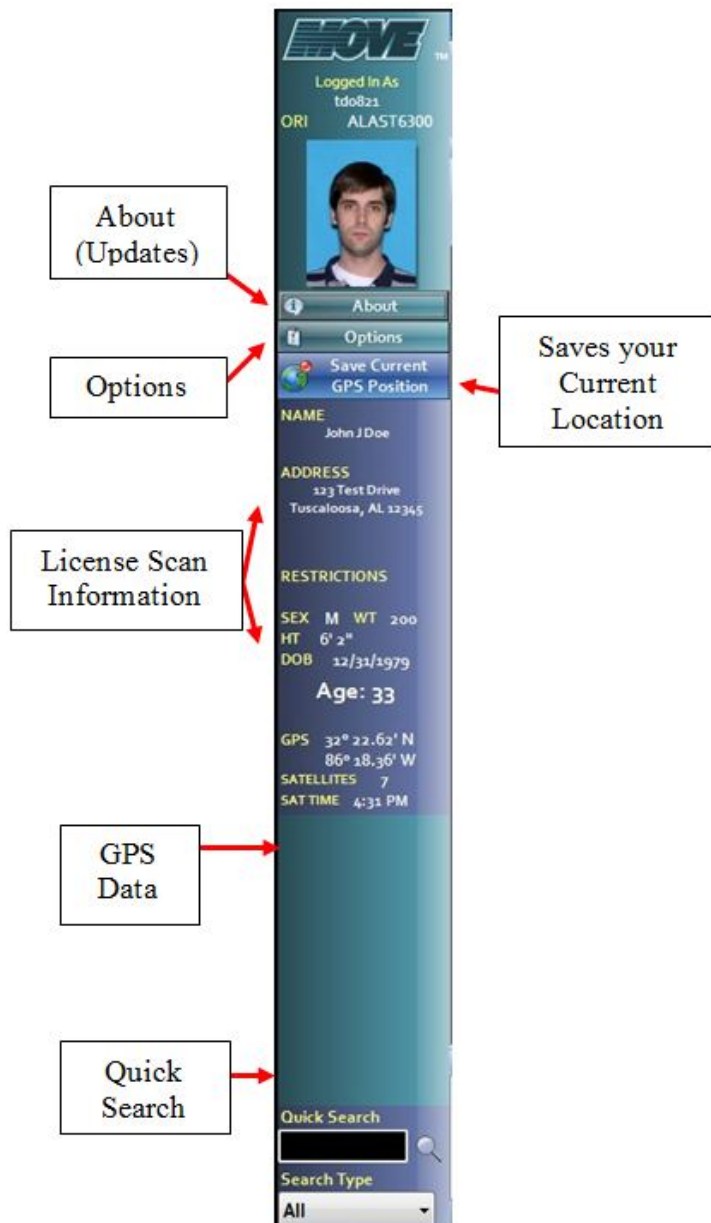 MOVE TM
Logged In As
tdo821
ORI ALAST6300
About
(Updates)
About
Options
Options
Save Current
GPS Position
Saves your
Current
Location
NAME
John J Doe
ADDRESS
123 Test Drive
Tuscaloosa, AL 12345
License Scan
Information
RESTRICTIONS
SEX M WT 200
HT 6' 2"
DOB 12/31/1979
Age: 33
GPS 32° 22.62' N
86° 18.36' W
SATELLITES 7
SAT TIME 4:31 PM
GPS
Data
Quick
Search
Quick Search
Search Type
All